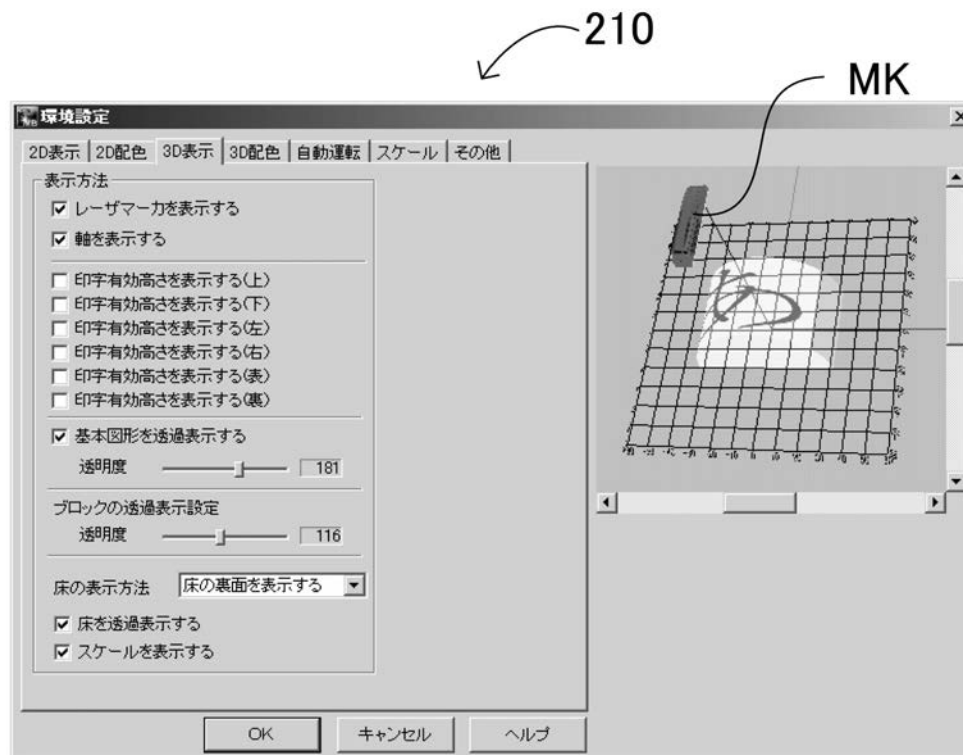 210
MK
環境設定
2D表示 2D配色 3D表示 3D配色 自動運転 スケール その他
表示方法
レーザマーカを表示する
軸を表示する
印字有効高さを表示する(上)
印字有効高さを表示する(下)
印字有効高さを表示する(左)
印字有効高さを表示する(右)
印字有効高さを表示する(表)
印字有効高さを表示する(裏)
基本図形を透過表示する
透明度 181
ブロックの透過表示設定
透明度 116
床の表示方法 床の裏面を表示する
床を透過表示する
スケールを表示する
め
OK キャンセル ヘルプ